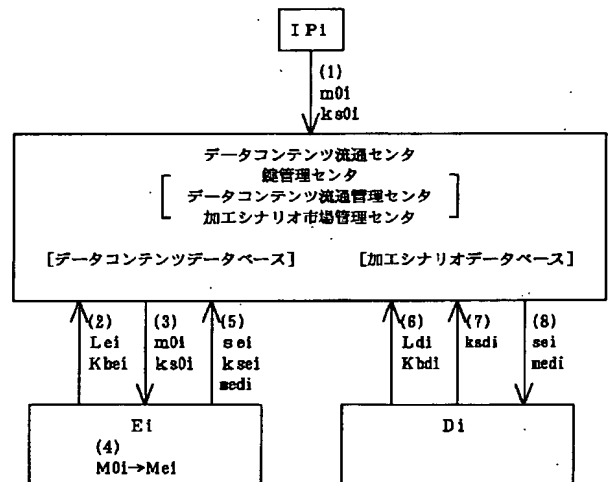 IPi
(1)
m0i
ks0i
データコンテンツ流通センタ
鍵管理センタ
データコンテンツ流通管理センタ
加工シナリオ市場管理センタ
[データコンテンツデータベース] [加工シナリオデータベース]
(2)
Lei
Kbei
(3)
m0i
ks0i
(5)
sei
ksei
medi
(6)
Ldi
Kbdi
(7)
ksdi
(8)
sei
medi
Ei
(4)
M0i→Mei
Di